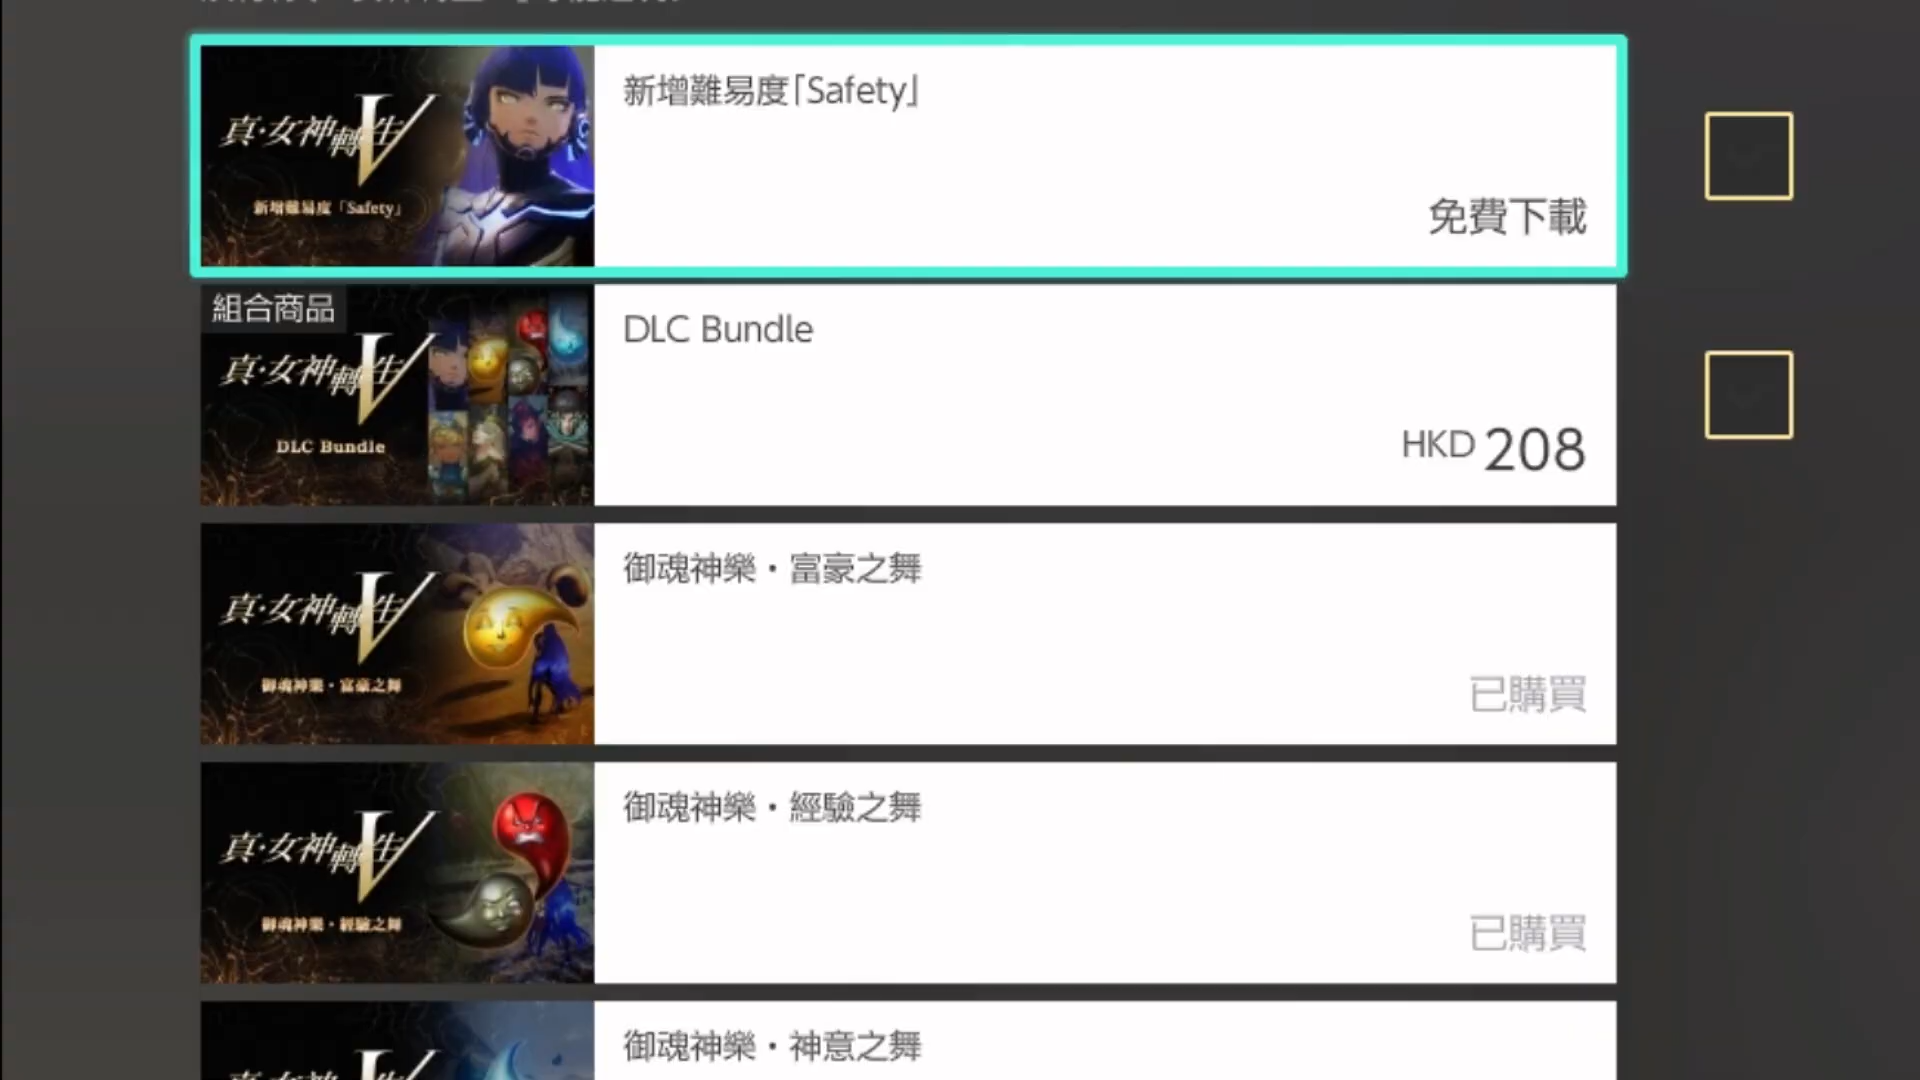 新增難易度「Safety」
真·女神轉生V
新增難易度「Safety」
免費下載
組合商品
DLC Bundle
真·女神轉生V
DLC Bundle
HKD 208
御魂神樂・富豪之舞
真·女神轉生V
御魂神樂・富豪之舞
已購買
御魂神樂・經驗之舞
真·女神轉生V
御魂神樂・經驗之舞
已購買
御魂神樂・神意之舞